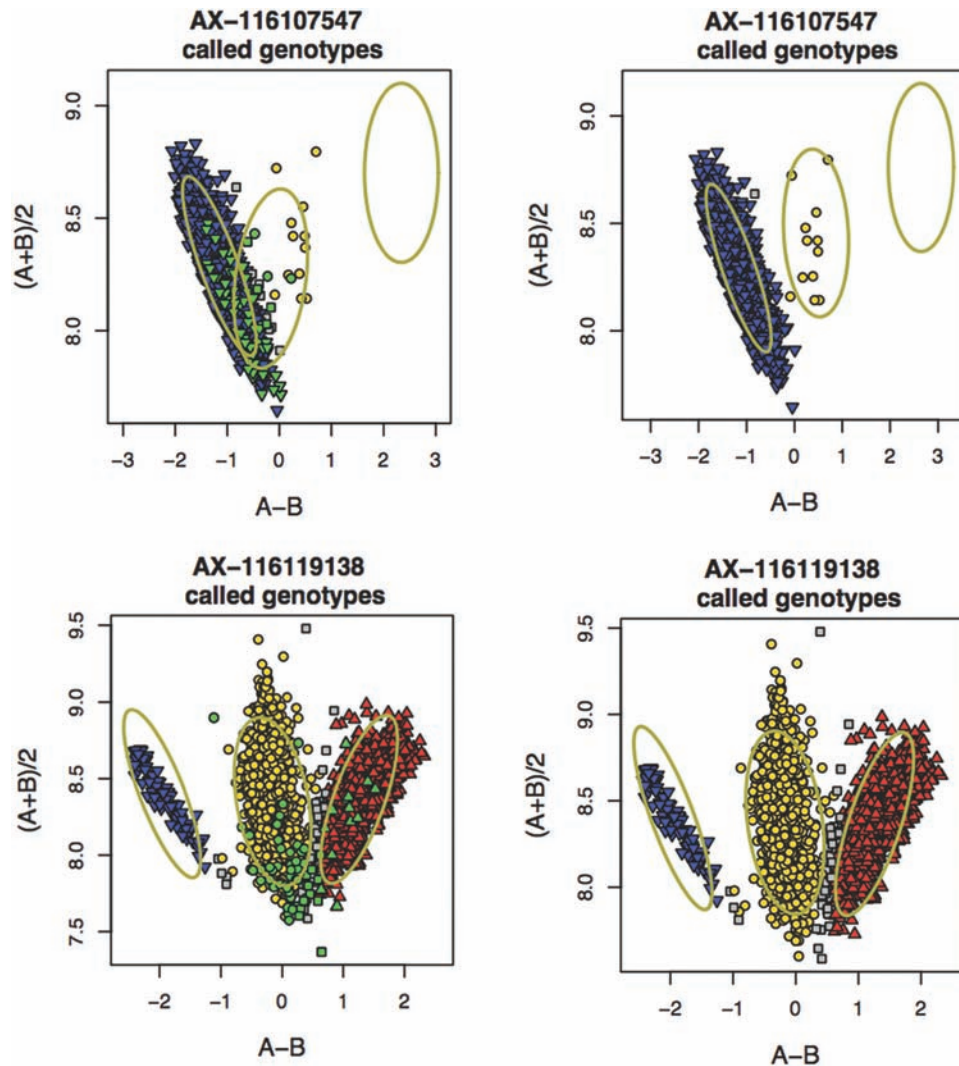 AX–116107547
called genotypes
(A+B)/2
9.0
8.5
8.0
–3 –2 –1 0 1 2 3
A–B
AX–116107547
called genotypes
(A+B)/2
9.0
8.5
8.0
–3 –2 –1 0 1 2 3
A–B
AX–116119138
called genotypes
(A+B)/2
9.5
9.0
8.5
8.0
7.5
–2 –1 0 1 2
A–B
AX–116119138
called genotypes
(A+B)/2
9.5
9.0
8.5
8.0
–2 –1 0 1 2
A–B